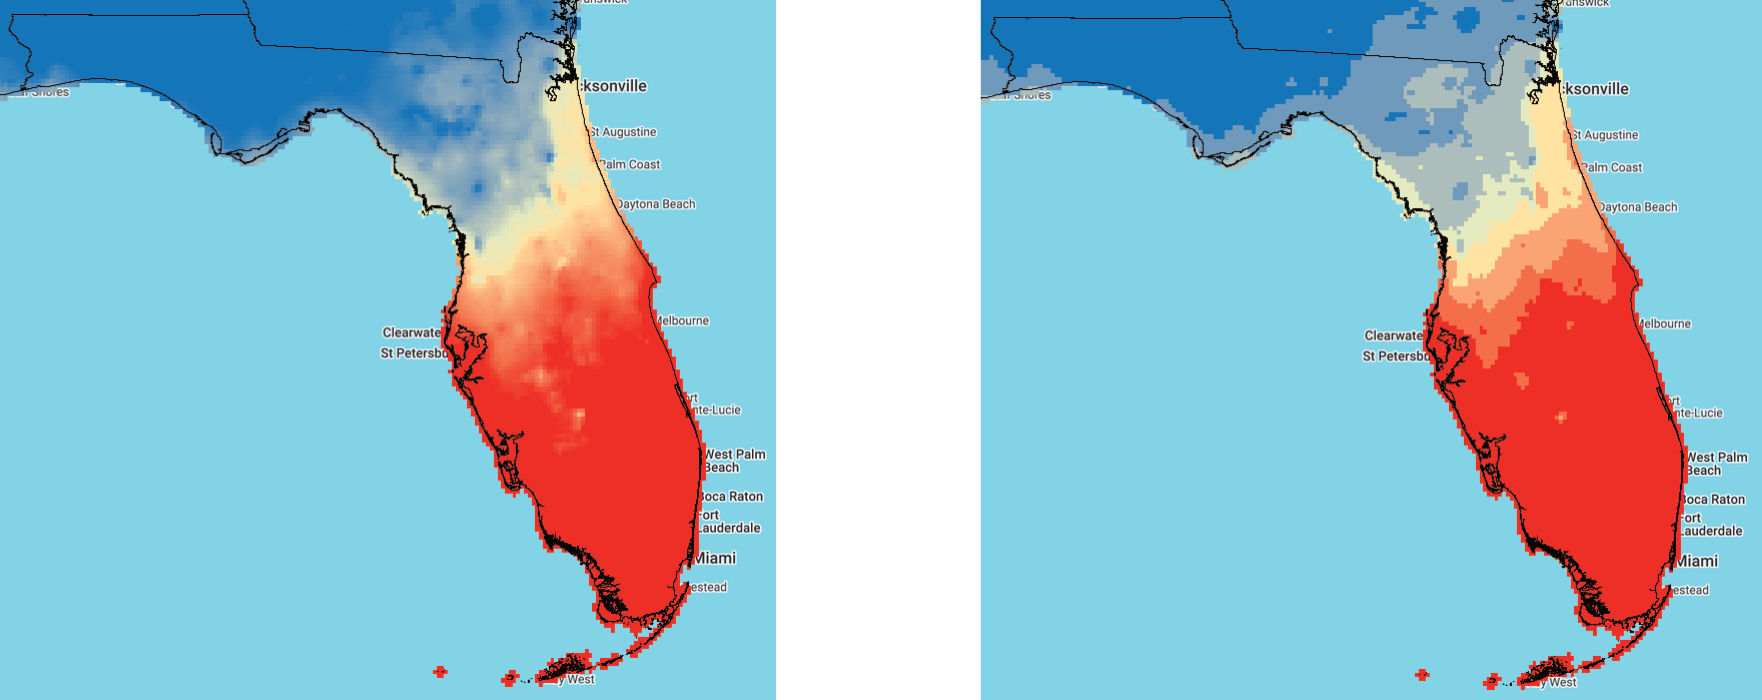 Shores
cksonville
St Augustine
Palm Coast
Daytona Beach
Melbourne
Clearwate
St Petersbu
rt
nte-Lucie
West Palm
Beach
Boca Raton
Fort
Lauderdale
Miami
estead
y West
nswick
Shores
cksonville
St Augustine
Palm Coast
Daytona Beach
Melbourne
Clearwate
St Petersbu
rt
nte-Lucie
West Palm
Beach
Boca Raton
Fort
Lauderdale
Miami
estead
y West